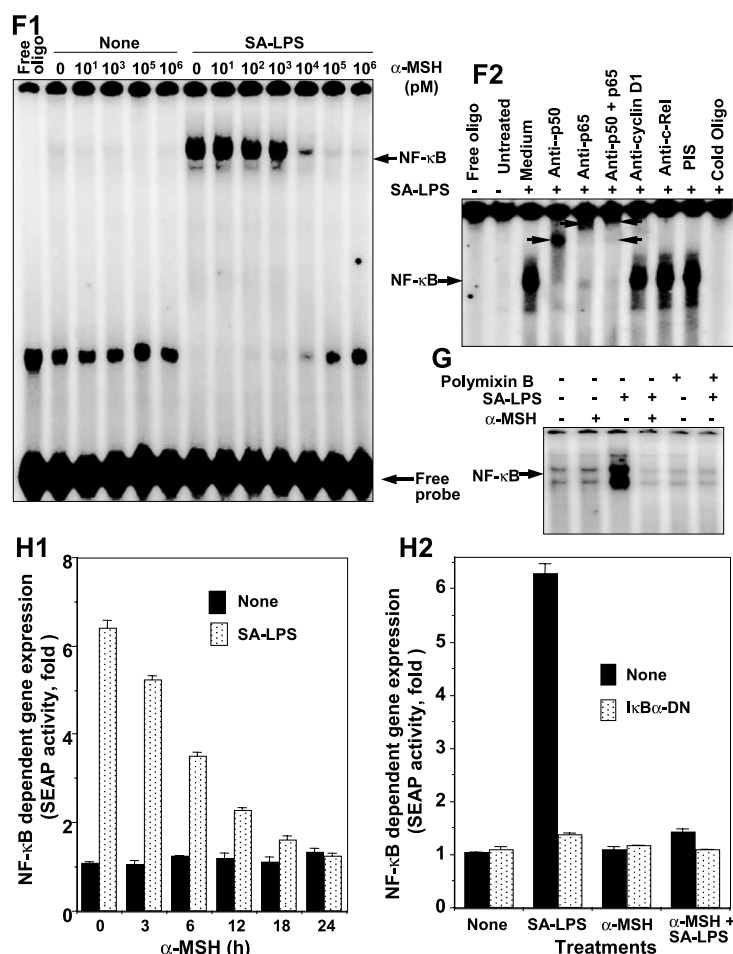 F1
Free oligo
None
SA-LPS
0 10¹ 10³ 10⁵ 10⁶ 0 10¹ 10² 10³ 10⁴ 10⁵ 10⁶
α-MSH (pM)
NF-κB
Free probe
F2
Free oligo
Untreated
Medium
Anti-p50
Anti-p65
Anti-p50 + p65
Anti-cyclin D1
Anti-c-Rel
PIS
Cold Oligo
SA-LPS - - + + + + + + + +
NF-κB
G
Polymixin B - - - - + +
SA-LPS - - + + - +
α-MSH - + - + - -
NF-κB
H1
NF-κB dependent gene expression
(SEAP activity, fold )
8
6
4
2
0
None
SA-LPS
0 3 6 12 18 24
α-MSH (h)
H2
NF-κB dependent gene expression
(SEAP activity, fold)
6
5
4
3
2
1
0
None
IκBα-DN
None SA-LPS α-MSH α-MSH + SA-LPS
Treatments